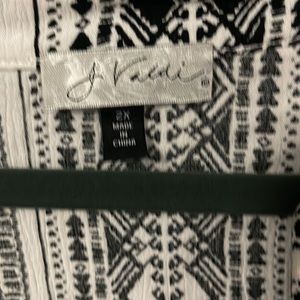 J. Valdi
2X
MADE
IN
CHINA